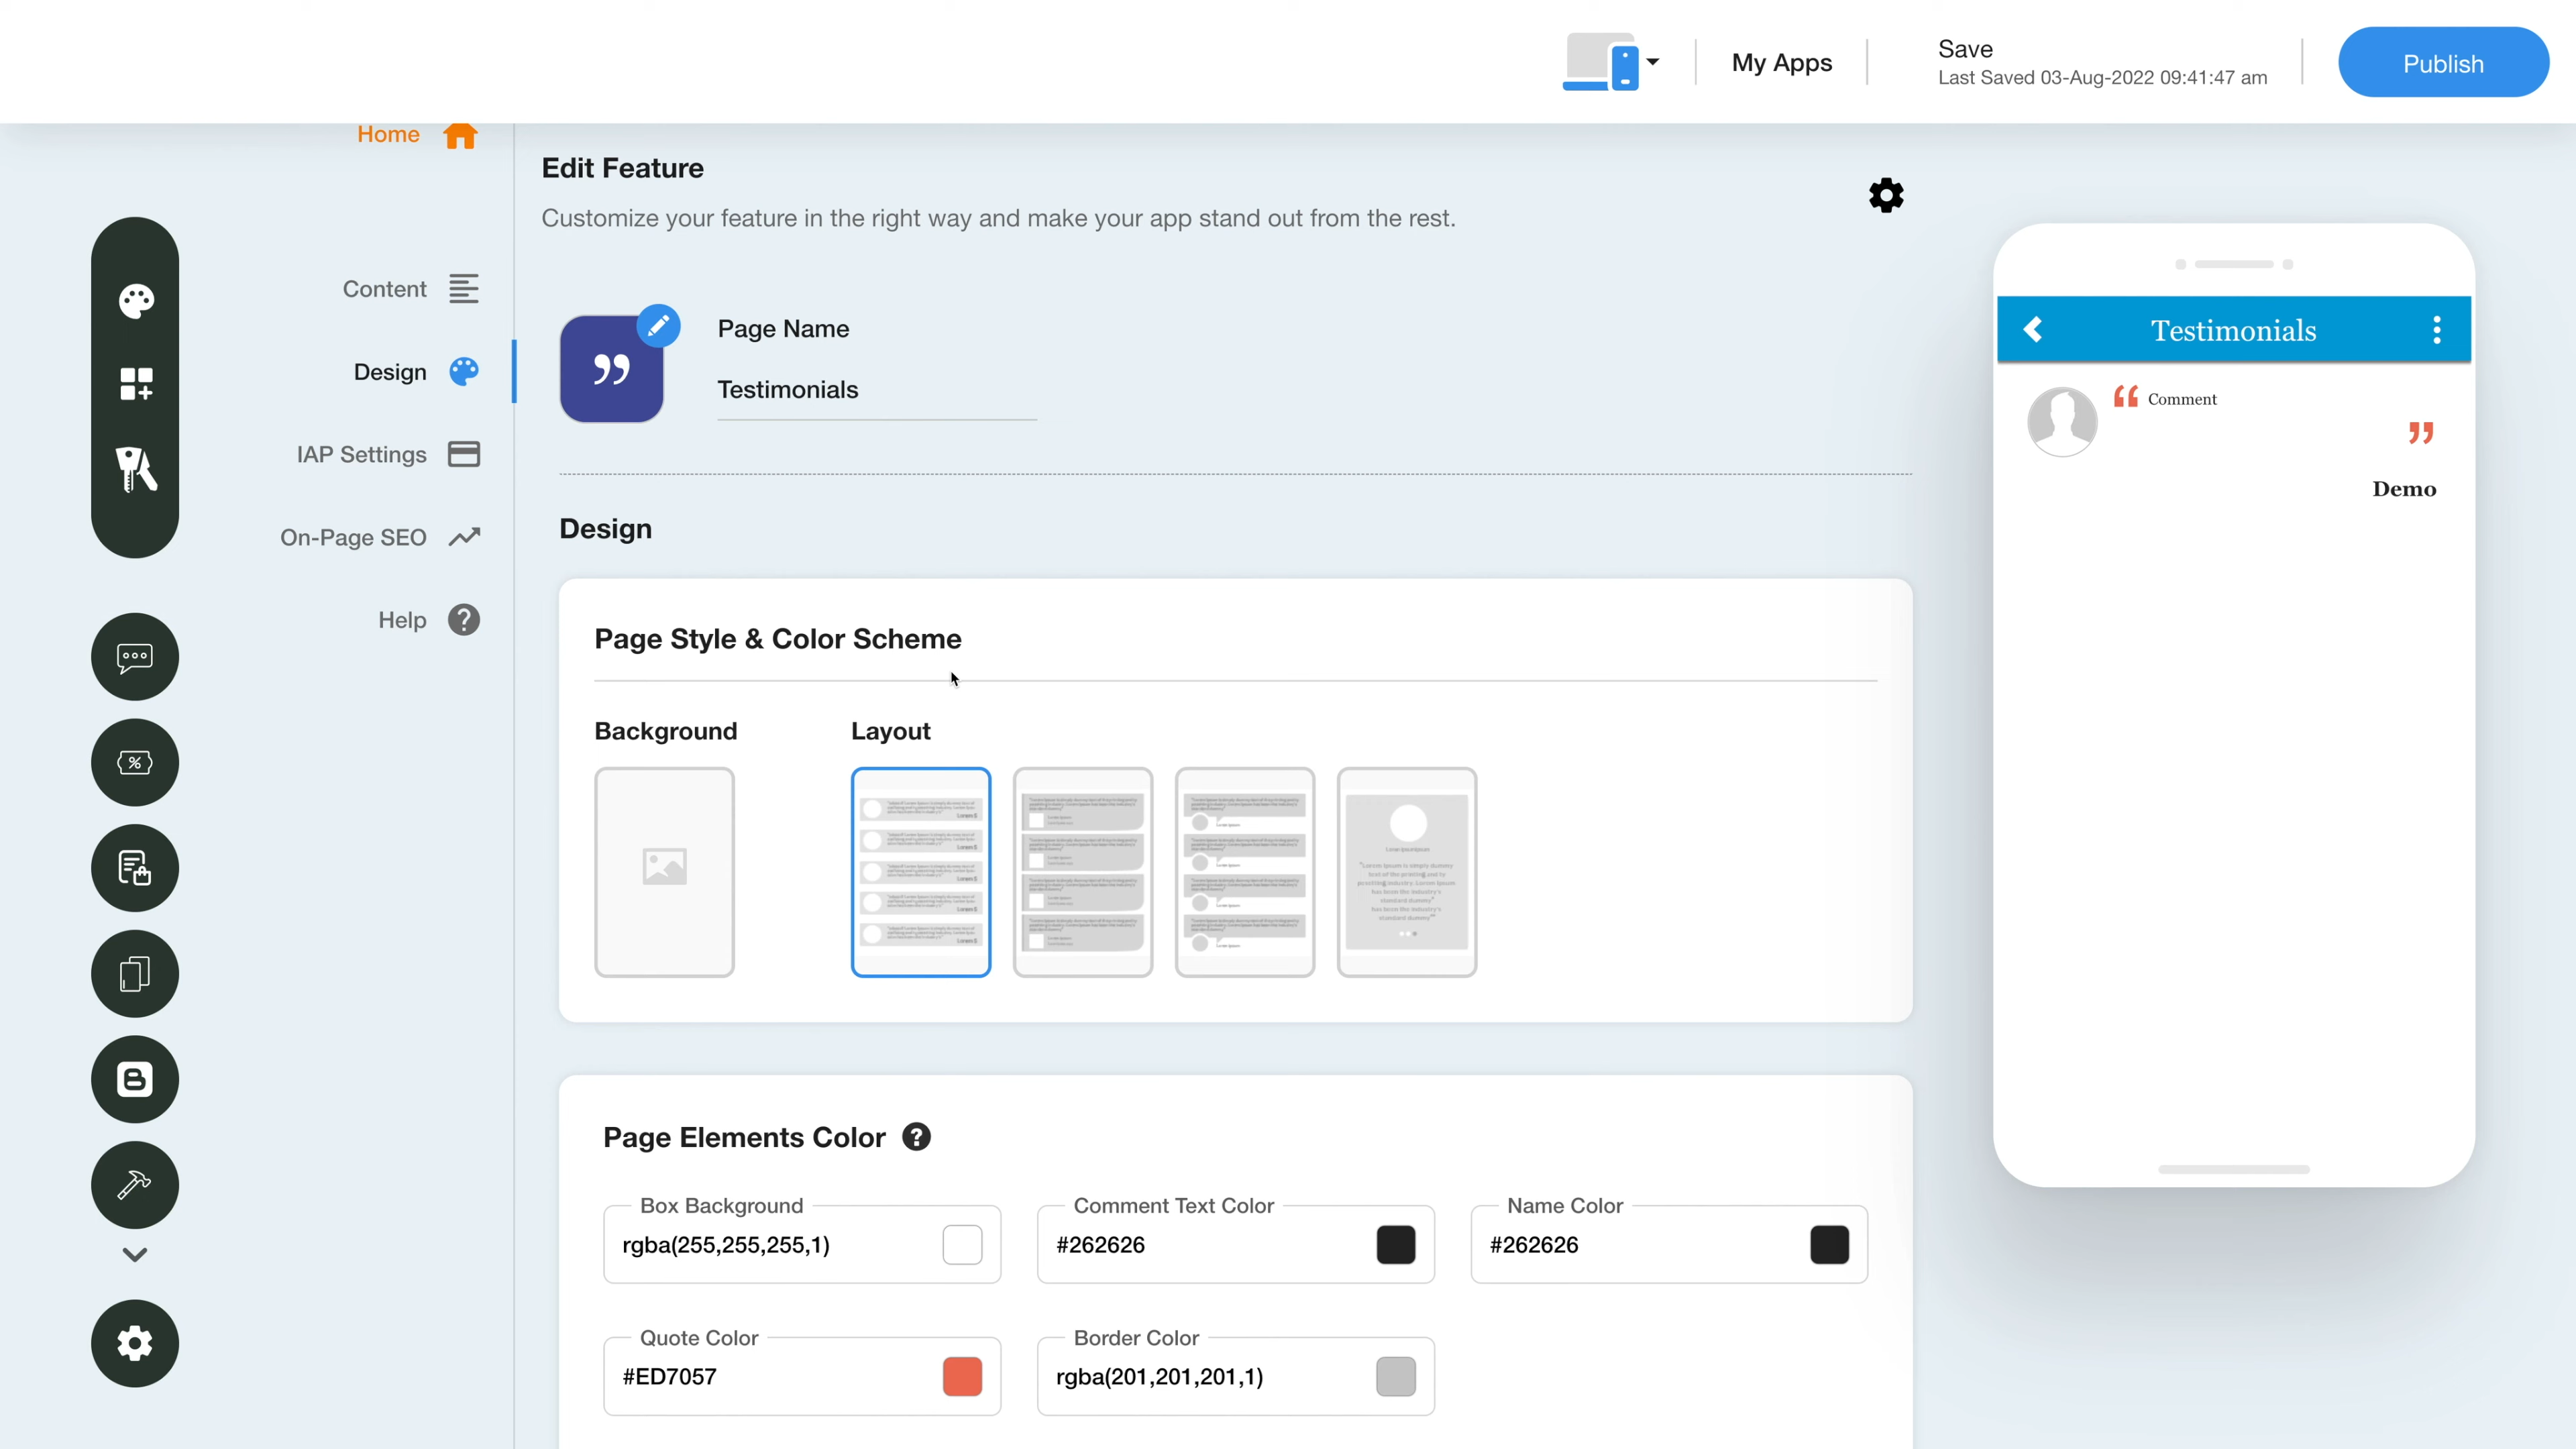 My Apps
Save
Last Saved 03-Aug-2022 09:41:47 am
Publish
Home
Content
Design
IAP Settings
On-Page SEO
Help
Edit Feature
Customize your feature in the right way and make your app stand out from the rest.
Page Name
Testimonials
Design
Page Style & Color Scheme
Background
Layout
Page Elements Color
Box Background
rgba(255,255,255,1)
Comment Text Color
#262626
Name Color
#262626
Quote Color
#ED7057
Border Color
rgba(201,201,201,1)
Testimonials
Comment
Demo